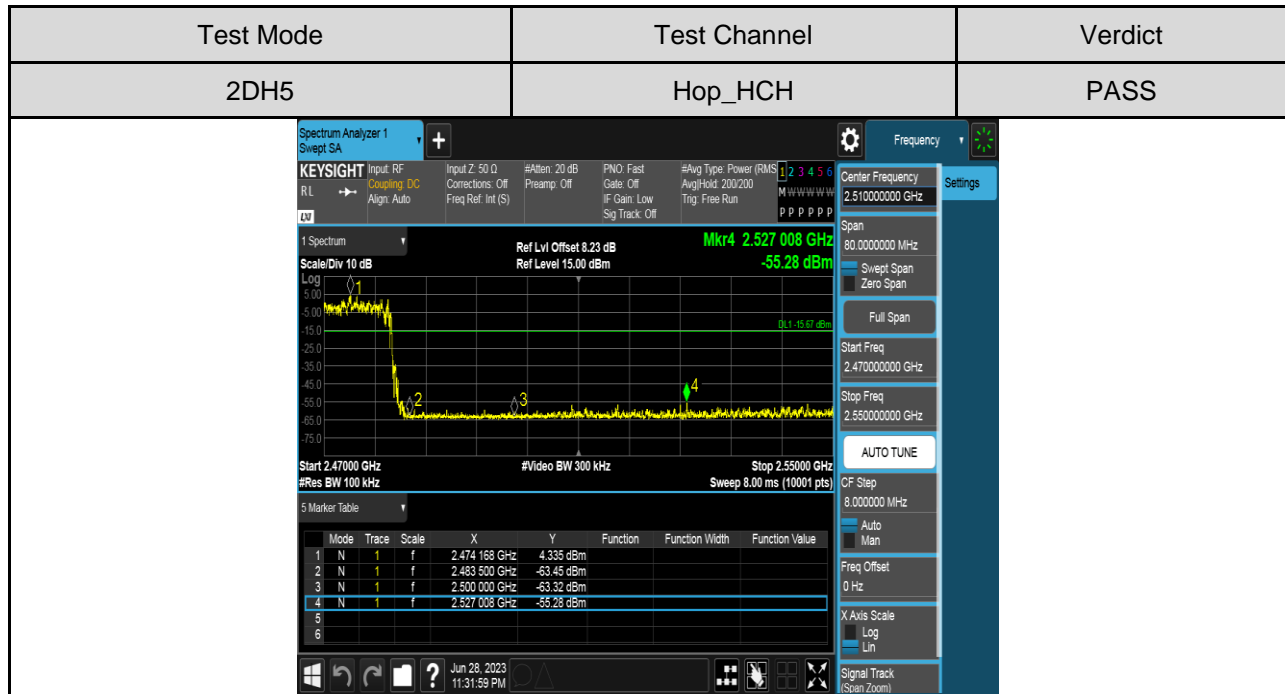 Test Mode Test Channel Verdict
2DH5 Hop_HCH PASS
Spectrum Analyzer 1
Swept SA
+
Frequency
KEYSIGHT Input: RF Input Z: 50 Ω #Atten: 20 dB PNO: Fast #Avg Type: Power (RMS 1 2 3 4 5 6
RL Coupling: DC Corrections: Off Preamp: Off Gate: Off Avg|Hold: 200/200 M W W W W W
Align: Auto Freq Ref: Int (S) IF Gain: Low Trig: Free Run
LXI Sig Track: Off P P P P P P
Center Frequency
2.510000000 GHz
Settings
1 Spectrum
Ref Lvl Offset 8.23 dB Mkr4 2.527 008 GHz
Scale/Div 10 dB Ref Level 15.00 dBm -55.28 dBm
Log
5.00
-5.00
-15.0
-25.0
-35.0
-45.0
-55.0
-65.0
-75.0
1
2
3
4
DL1 -15.67 dBm
Start 2.47000 GHz #Video BW 300 kHz Stop 2.55000 GHz
#Res BW 100 kHz Sweep 8.00 ms (10001 pts)
Span
80.0000000 MHz
Swept Span
Zero Span
Full Span
Start Freq
2.470000000 GHz
Stop Freq
2.550000000 GHz
AUTO TUNE
CF Step
8.000000 MHz
Auto
Man
Freq Offset
0 Hz
X Axis Scale
Log
Lin
Signal Track
(Span Zoom)
5 Marker Table
Mode Trace Scale X Y Function Function Width Function Value
1 N 1 f 2.474 168 GHz 4.335 dBm
2 N 1 f 2.483 500 GHz -63.45 dBm
3 N 1 f 2.500 000 GHz -63.32 dBm
4 N 1 f 2.527 008 GHz -55.28 dBm
5
6
? Jun 28, 2023
11:31:59 PM